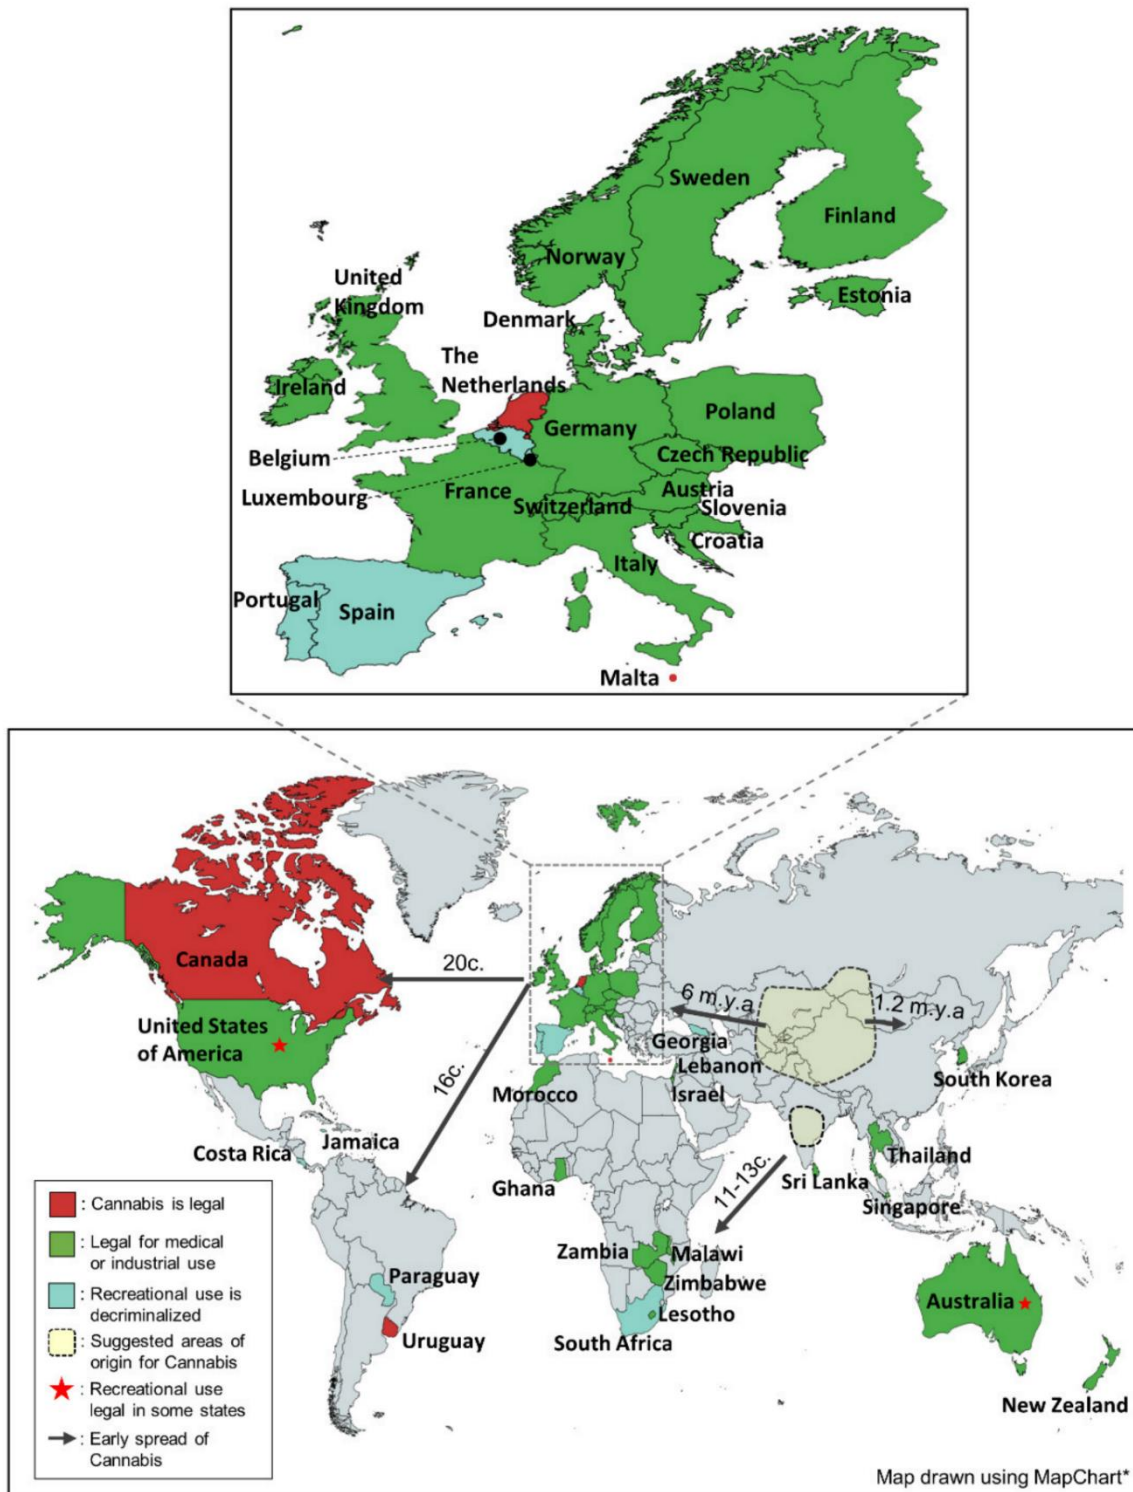 Sweden
Finland
Norway
United
Kingdom
Estonia
Denmark
The
Netherlands
Ireland
Poland
Germany
Czech Republic
Belgium
Luxembourg
France
Austria
Switzerland
Slovenia
Croatia
Italy
Portugal
Spain
Malta
Canada
20c.
6 m.y.a
1.2 m.y.a
United States
of America
Georgia
Lebanon
South Korea
16c.
Morocco
Israel
Jamaica
Costa Rica
Thailand
Ghana
11-13c.
Sri Lanka
Singapore
Zambia
Malawi
Paraguay
Zimbabwe
Australia
Lesotho
Uruguay
South Africa
New Zealand
: Cannabis is legal
: Legal for medical
or industrial use
: Recreational use is
decriminalized
: Suggested areas of
origin for Cannabis
: Recreational use
legal in some states
: Early spread of
Cannabis
Map drawn using MapChart*